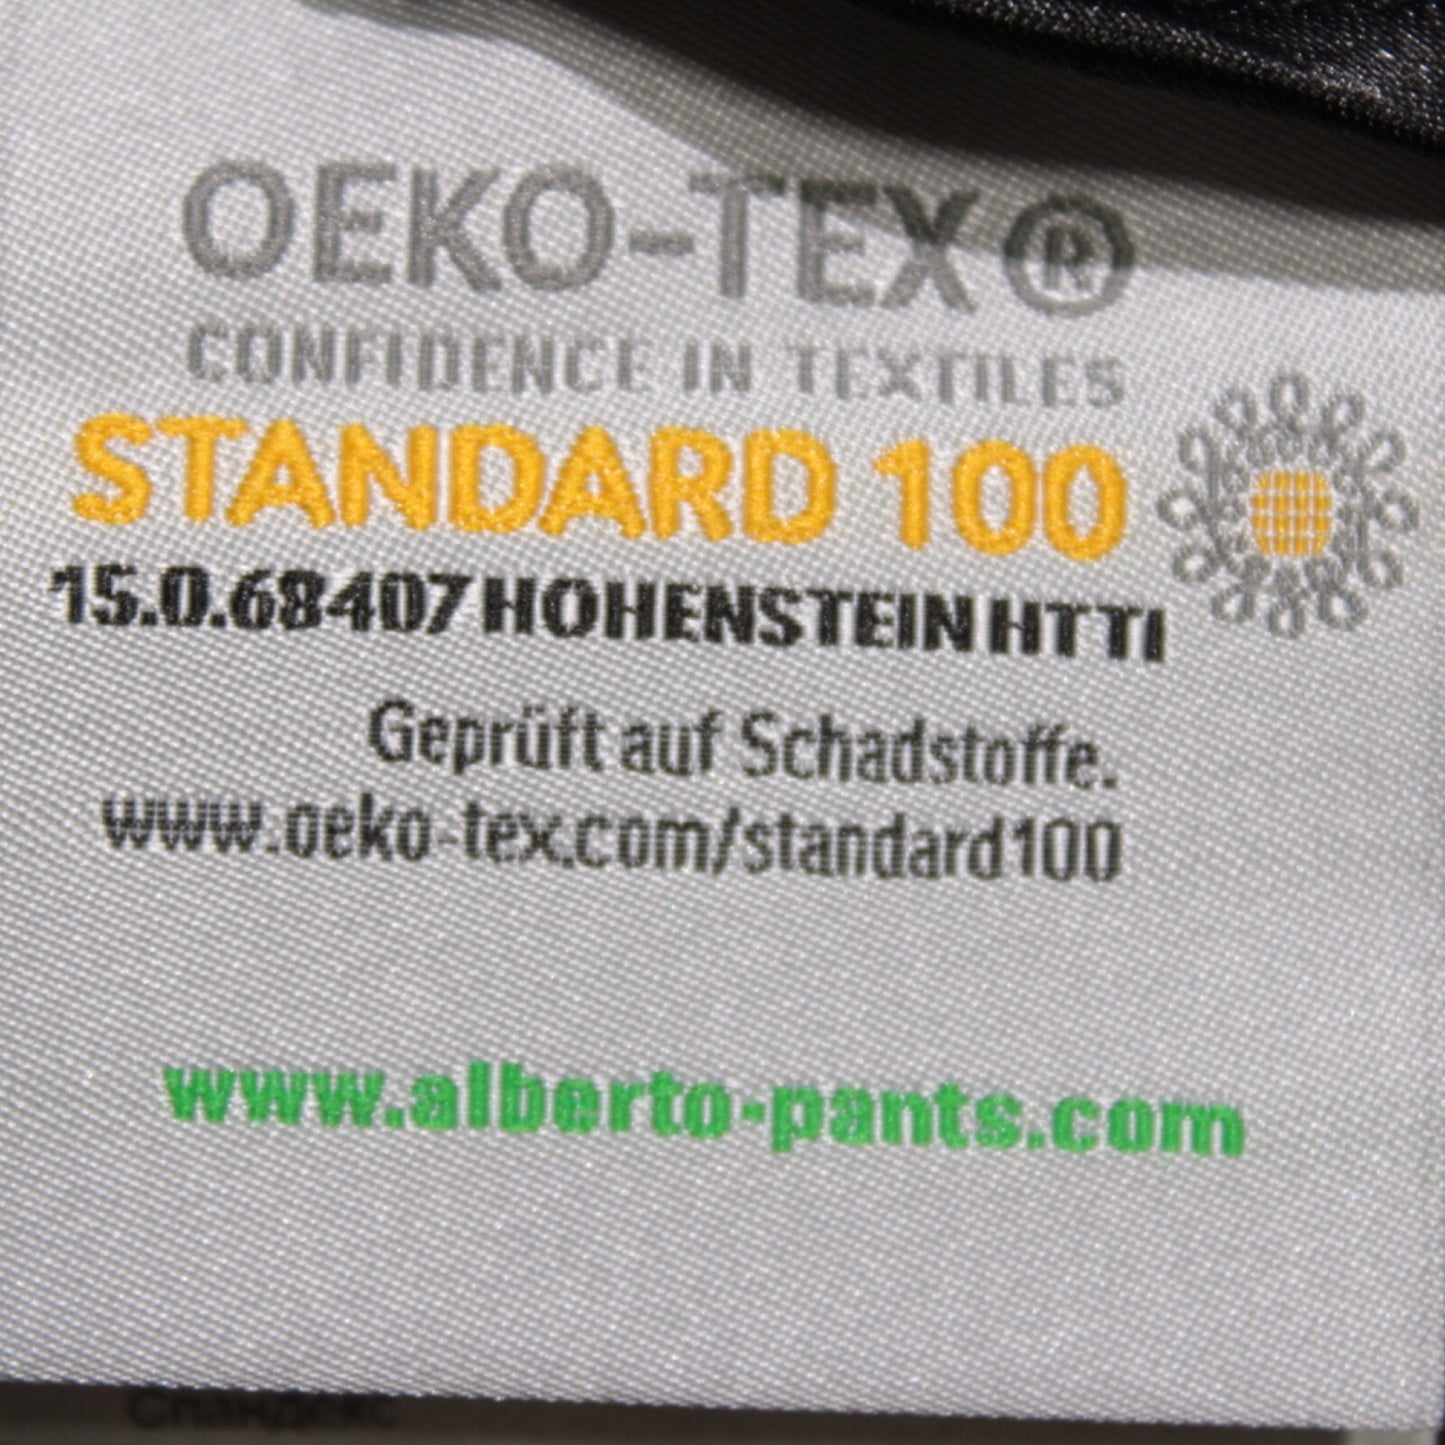 OEKO-TEX®
CONFIDENCE IN TEXTILES
STANDARD 100
15.0.68407 HOHENSTEIN HTTI
Geprüft auf Schadstoffe.
www.oeko-tex.com/standard100
www.alberto-pants.com
Спандекс